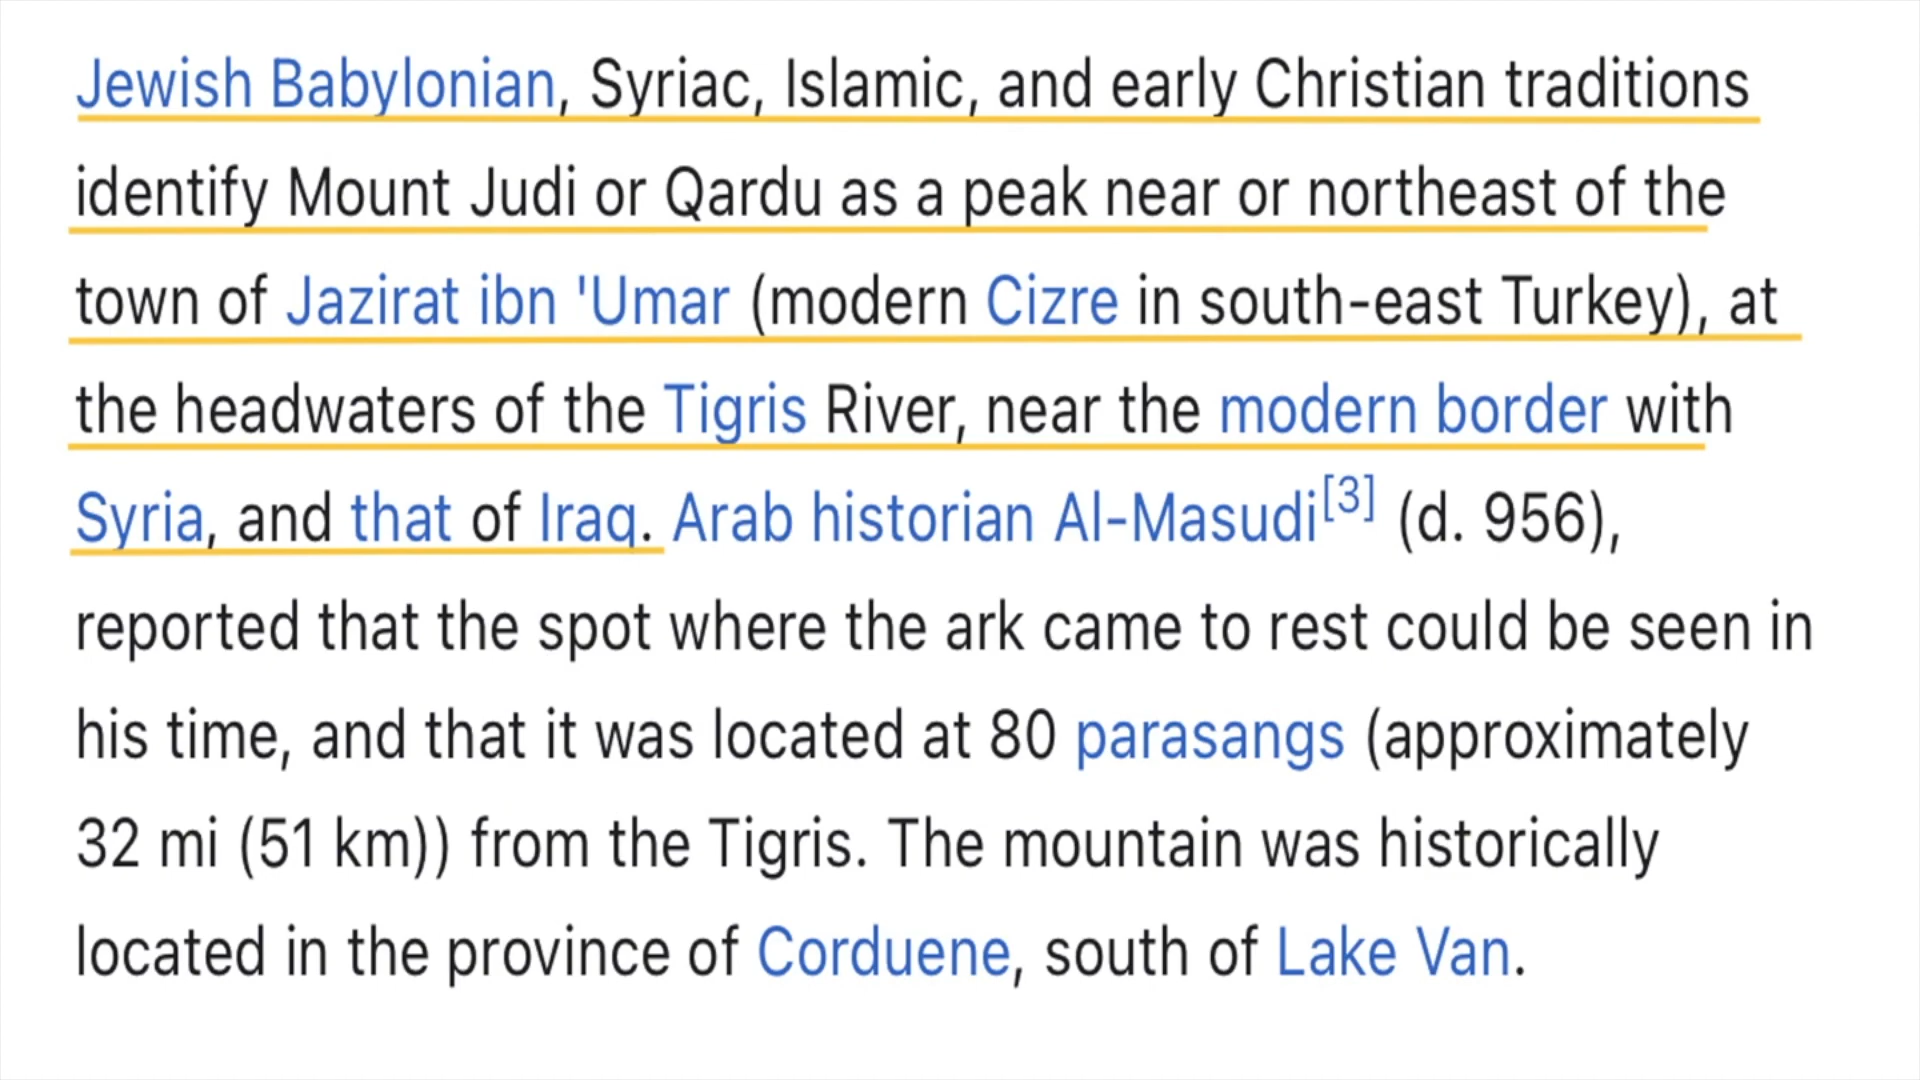 Jewish Babylonian, Syriac, Islamic, and early Christian traditions
identify Mount Judi or Qardu as a peak near or northeast of the
town of Jazirat ibn 'Umar (modern Cizre in south-east Turkey), at
the headwaters of the Tigris River, near the modern border with
Syria, and that of Iraq. Arab historian Al-Masudi[3] (d. 956),
reported that the spot where the ark came to rest could be seen in
his time, and that it was located at 80 parasangs (approximately
32 mi (51 km)) from the Tigris. The mountain was historically
located in the province of Corduene, south of Lake Van.